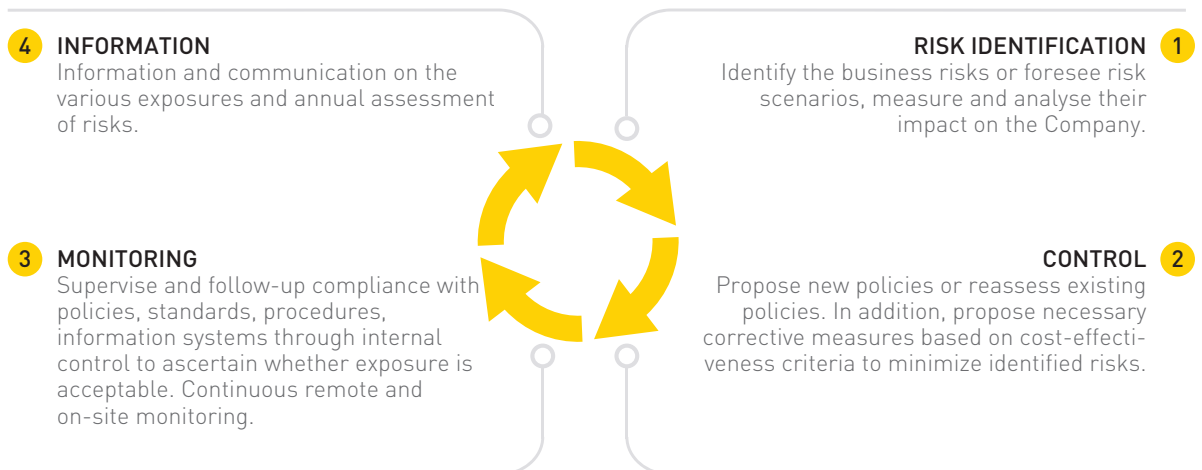 1 RISK IDENTIFICATION
Identify the business risks or foresee risk
scenarios, measure and analyse their
impact on the Company.
2 CONTROL
Propose new policies or reassess existing
policies. In addition, propose necessary
corrective measures based on cost-effecti-
veness criteria to minimize identified risks.
3 MONITORING
Supervise and follow-up compliance with
policies, standards, procedures,
information systems through internal
control to ascertain whether exposure is
acceptable. Continuous remote and
on-site monitoring.
4 INFORMATION
Information and communication on the
various exposures and annual assessment
of risks.